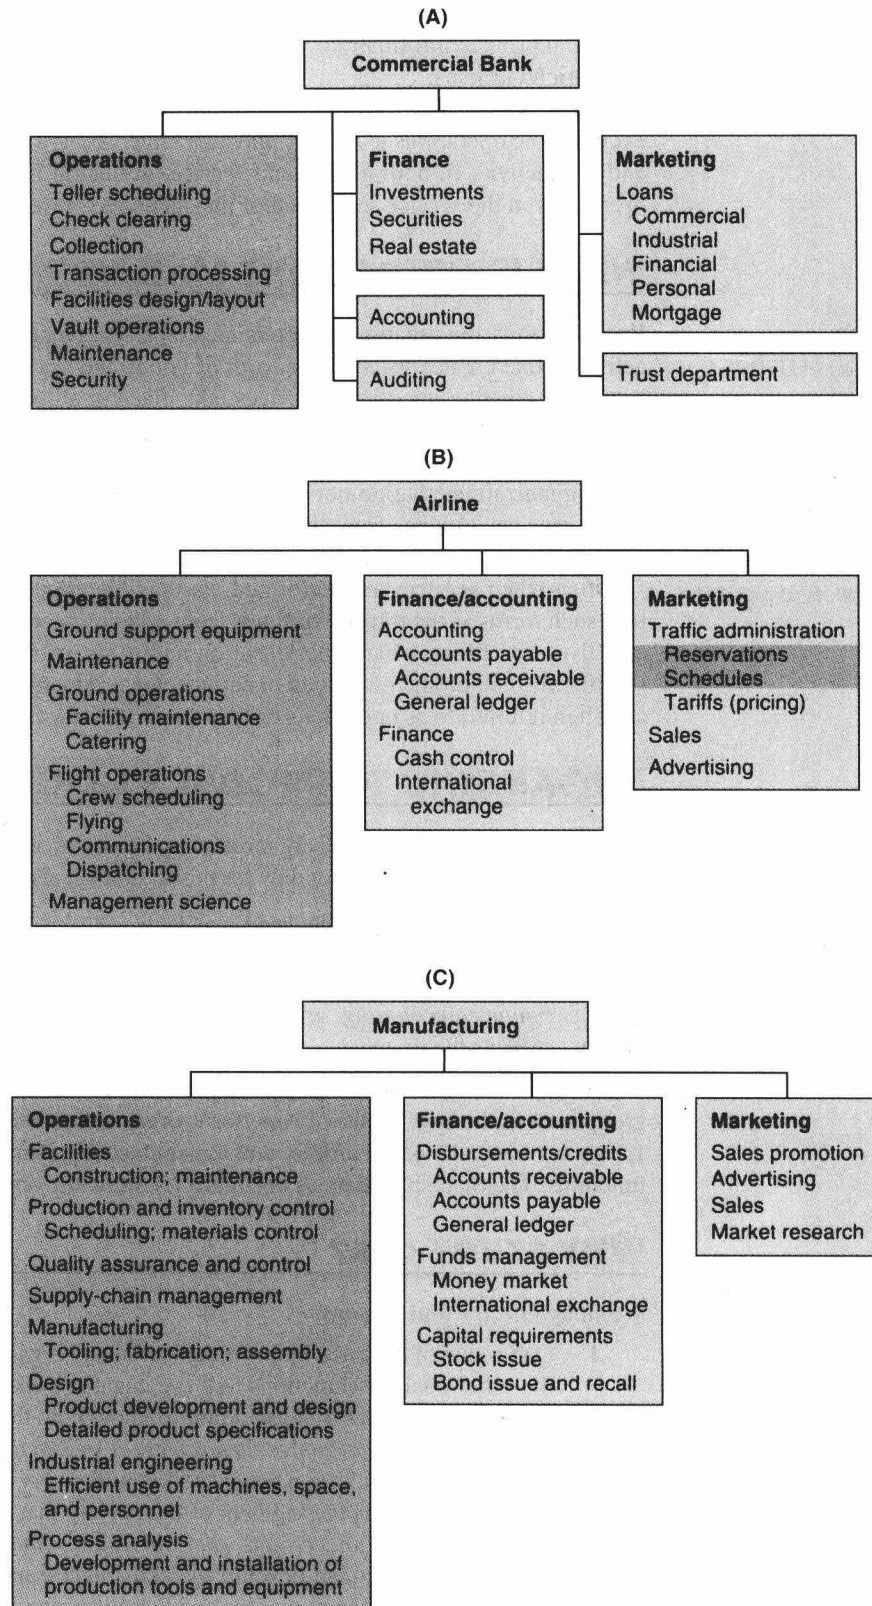 (A)
Commercial Bank
Operations
Teller scheduling
Check clearing
Collection
Transaction processing
Facilities design/layout
Vault operations
Maintenance
Security
Finance
Investments
Securities
Real estate
Accounting
Auditing
Marketing
Loans
Commercial
Industrial
Financial
Personal
Mortgage
Trust department
(B)
Airline
Operations
Ground support equipment
Maintenance
Ground operations
Facility maintenance
Catering
Flight operations
Crew scheduling
Flying
Communications
Dispatching
Management science
Finance/accounting
Accounting
Accounts payable
Accounts receivable
General ledger
Finance
Cash control
International
exchange
Marketing
Traffic administration
Reservations
Schedules
Tariffs (pricing)
Sales
Advertising
(C)
Manufacturing
Operations
Facilities
Construction; maintenance
Production and inventory control
Scheduling; materials control
Quality assurance and control
Supply-chain management
Manufacturing
Tooling; fabrication; assembly
Design
Product development and design
Detailed product specifications
Industrial engineering
Efficient use of machines, space,
and personnel
Process analysis
Development and installation of
production tools and equipment
Finance/accounting
Disbursements/credits
Accounts receivable
Accounts payable
General ledger
Funds management
Money market
International exchange
Capital requirements
Stock issue
Bond issue and recall
Marketing
Sales promotion
Advertising
Sales
Market research